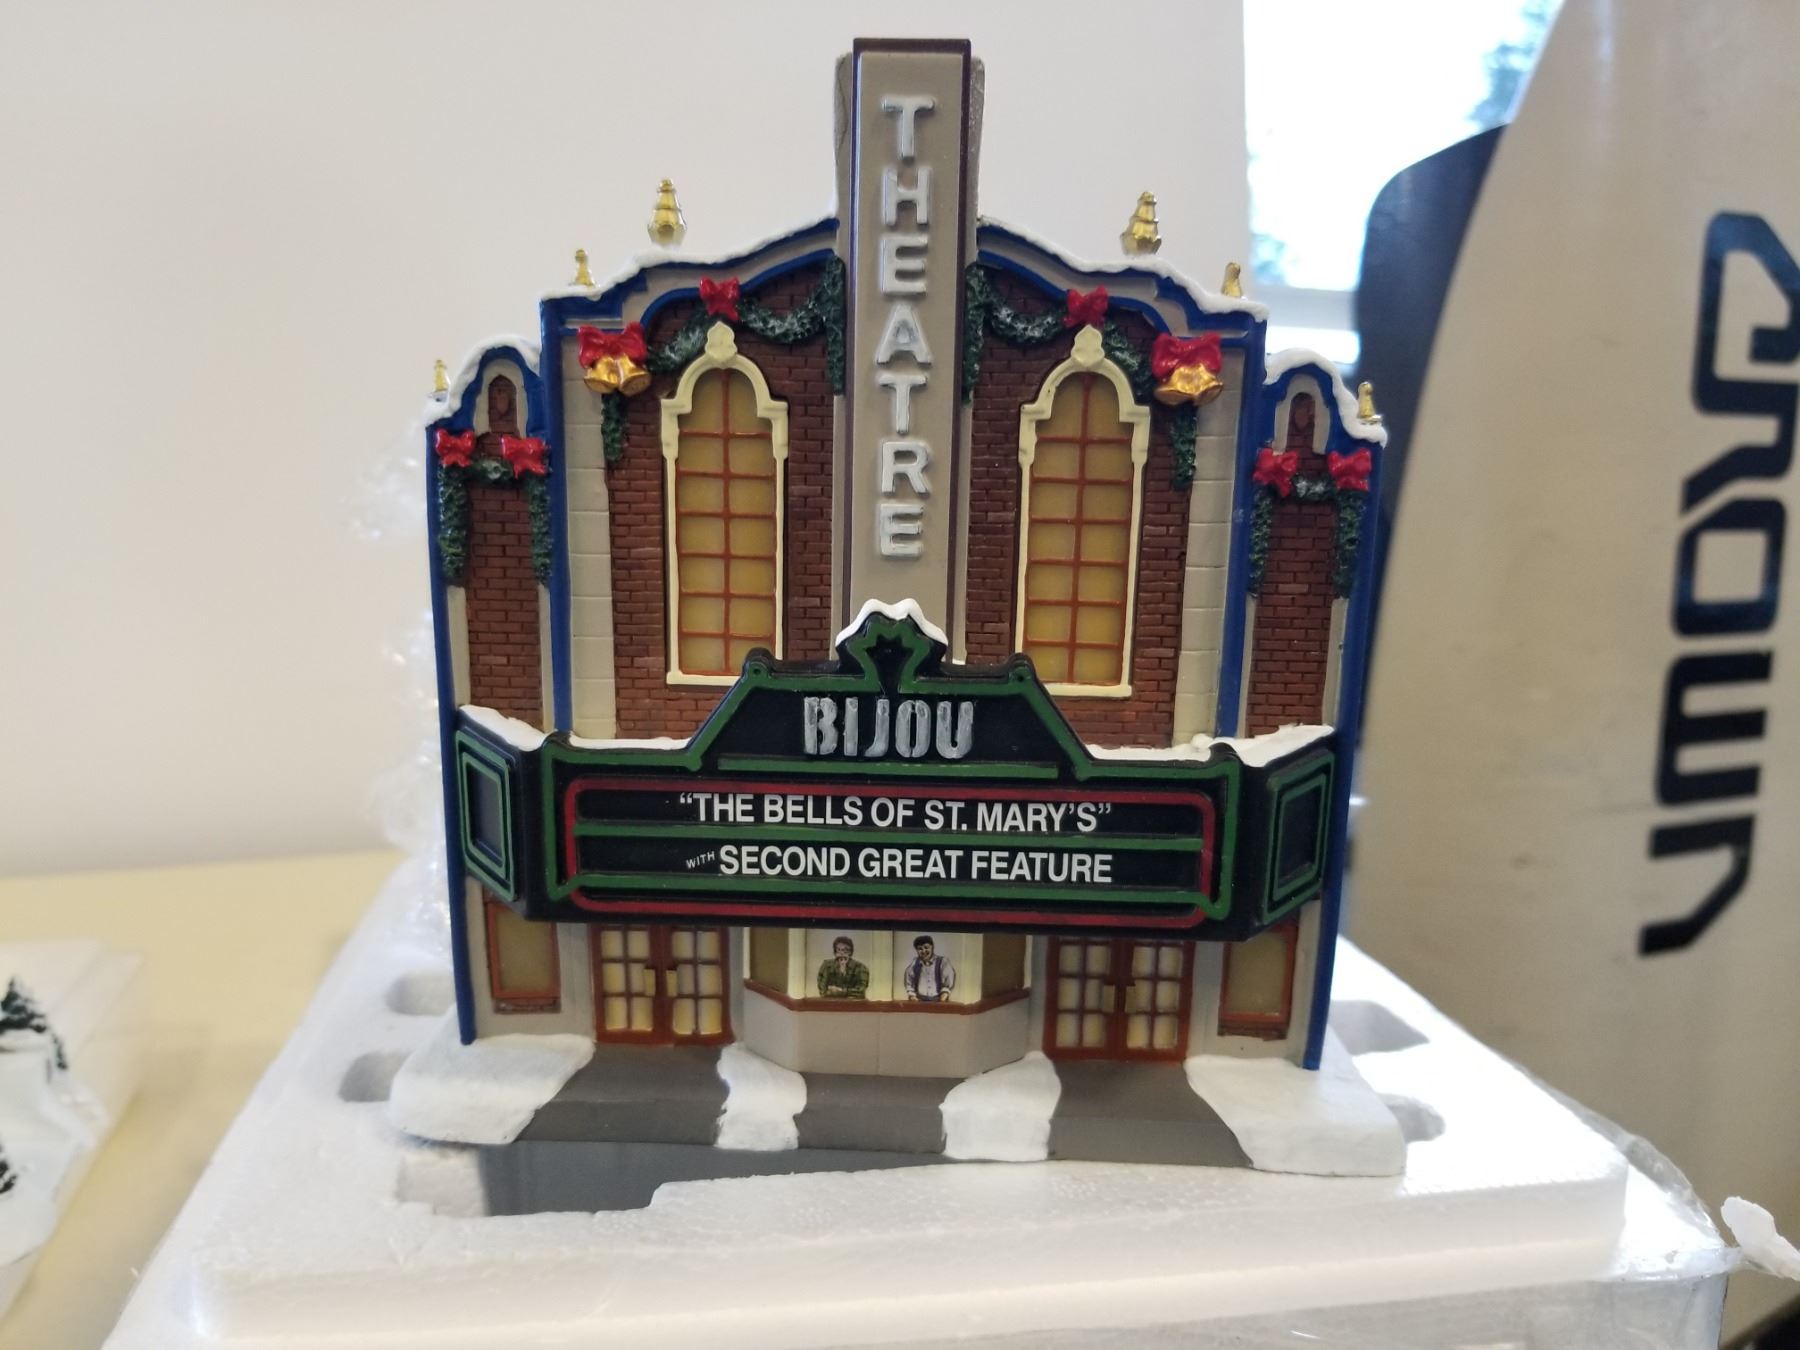 THEATRE
BIJOU
“THE BELLS OF ST. MARY’S”
WITH SECOND GREAT FEATURE